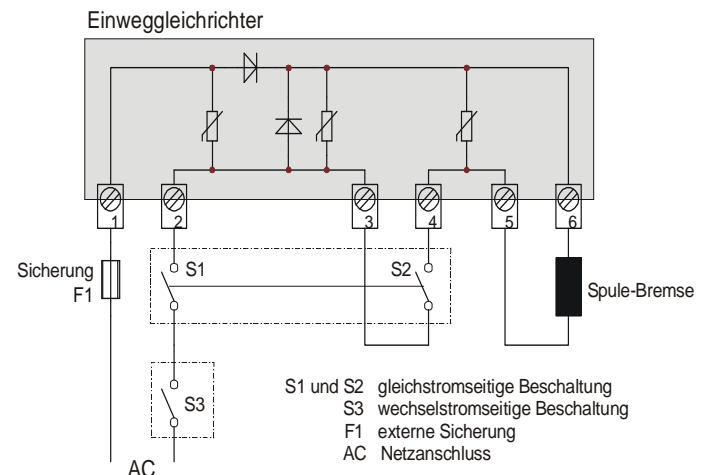 Einweggleichrichter
1
2
3
4
5
6
Sicherung
F1
S1
S2
Spule-Bremse
S3
S1 und S2 gleichstromseitige Beschaltung
S3 wechselstromseitige Beschaltung
F1 externe Sicherung
AC Netzanschluss
AC